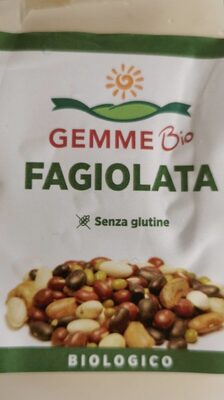 GEMME Bio
FAGIOLATA
Senza glutine
BIOLOGICO